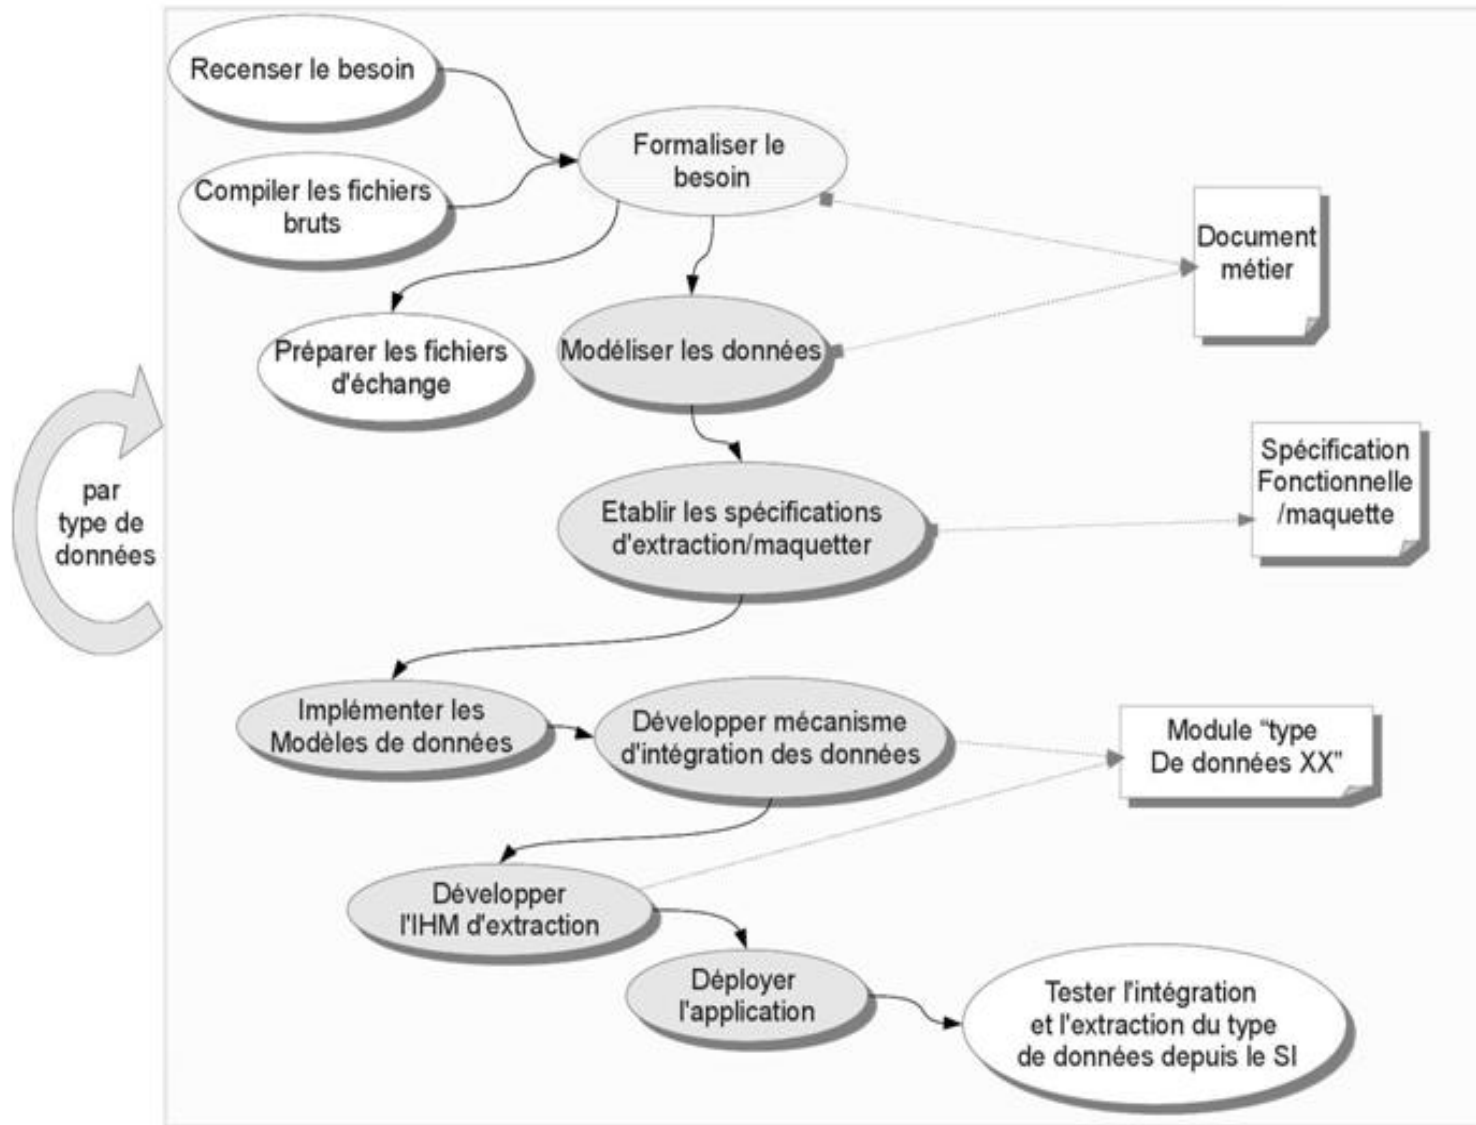 Recenser le besoin
Formaliser le
besoin
Compiler les fichiers
bruts
Document
métier
Préparer les fichiers
d'échange
Modéliser les données
par
type de
données
Spécification
Fonctionnelle
/maquette
Etablir les spécifications
d'extraction/maquetter
Implémenter les
Modèles de données
Développer mécanisme
d'intégration des données
Module “type
De données XX”
Développer
l'IHM d'extraction
Déployer
l'application
Tester l'intégration
et l'extraction du type
de données depuis le SI